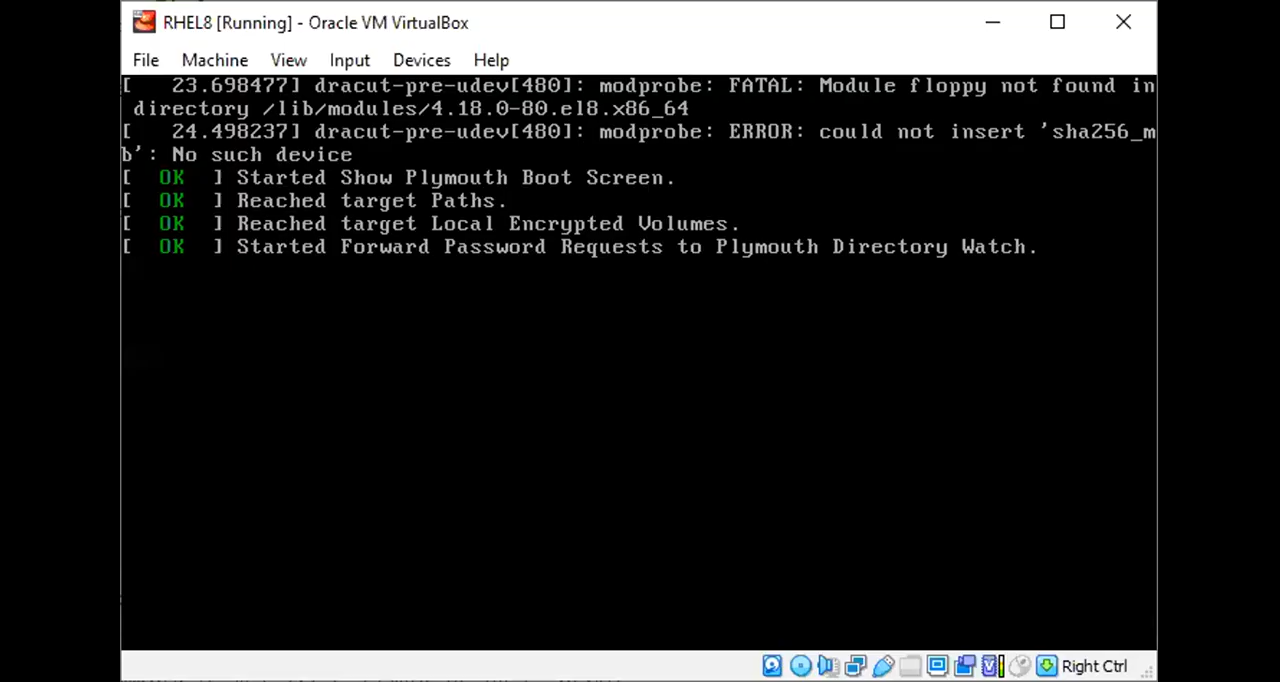 RHEL8 [Running] - Oracle VM VirtualBox
File Machine View Input Devices Help
[   23.698477] dracut-pre-udev[480]: modprobe: FATAL: Module floppy not found in
directory /lib/modules/4.18.0-80.el8.x86_64
[   24.498237] dracut-pre-udev[480]: modprobe: ERROR: could not insert 'sha256_m
b': No such device
[  OK  ] Started Show Plymouth Boot Screen.
[  OK  ] Reached target Paths.
[  OK  ] Reached target Local Encrypted Volumes.
[  OK  ] Started Forward Password Requests to Plymouth Directory Watch.
Right Ctrl